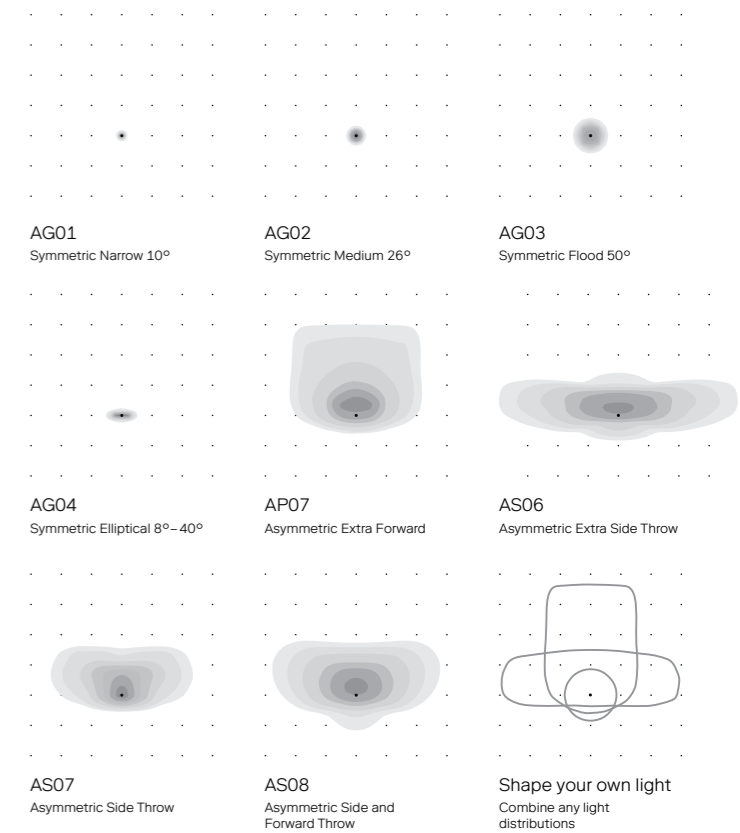 AG01
Symmetric Narrow 10°
AG02
Symmetric Medium 26°
AG03
Symmetric Flood 50°
AG04
Symmetric Elliptical 8°–40°
AP07
Asymmetric Extra Forward
AS06
Asymmetric Extra Side Throw
AS07
Asymmetric Side Throw
AS08
Asymmetric Side and
Forward Throw
Shape your own light
Combine any light
distributions